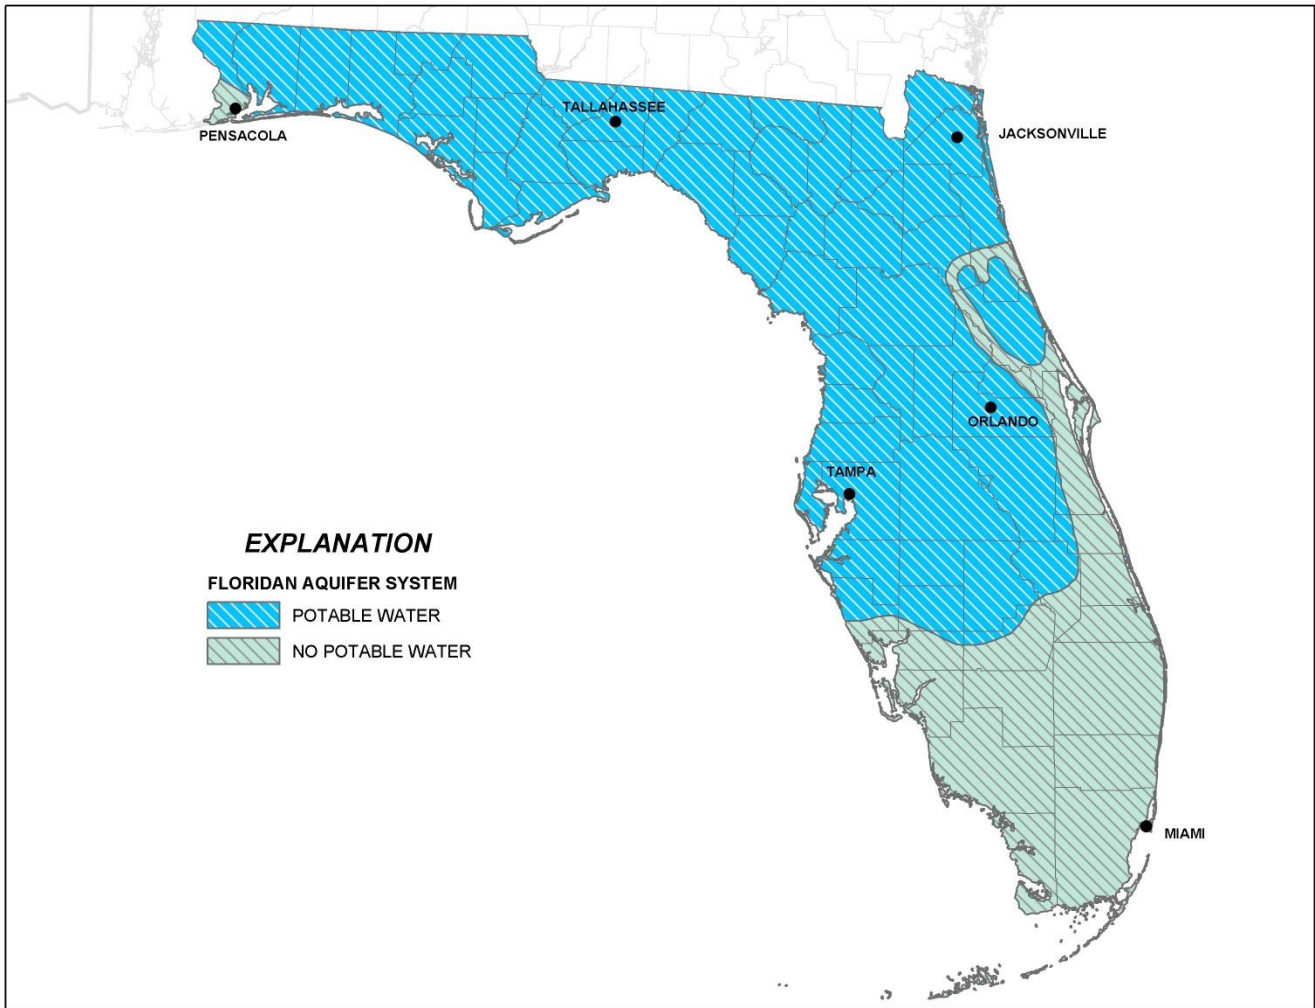 TALLAHASSEE
PENSACOLA
JACKSONVILLE
ORLANDO
TAMPA
EXPLANATION
FLORIDAN AQUIFER SYSTEM
POTABLE WATER
NO POTABLE WATER
MIAMI